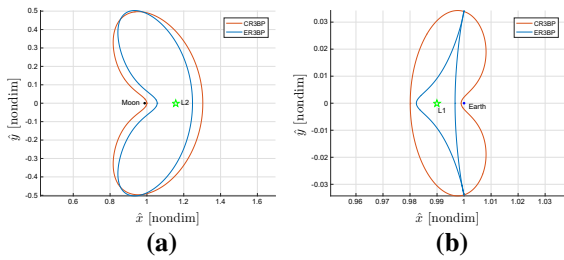 0.5
0.4
0.3
0.2
0.1
0
-0.1
-0.2
-0.3
-0.4
-0.5
ŷ [nondim]
CR3BP
ER3BP
Moon
L2
0.6 0.8 1 1.2 1.4 1.6
x̂ [nondim]
(a)
0.03
0.02
0.01
0
-0.01
-0.02
-0.03
ŷ [nondim]
CR3BP
ER3BP
L1
Earth
0.96 0.97 0.98 0.99 1 1.01 1.02 1.03
x̂ [nondim]
(b)